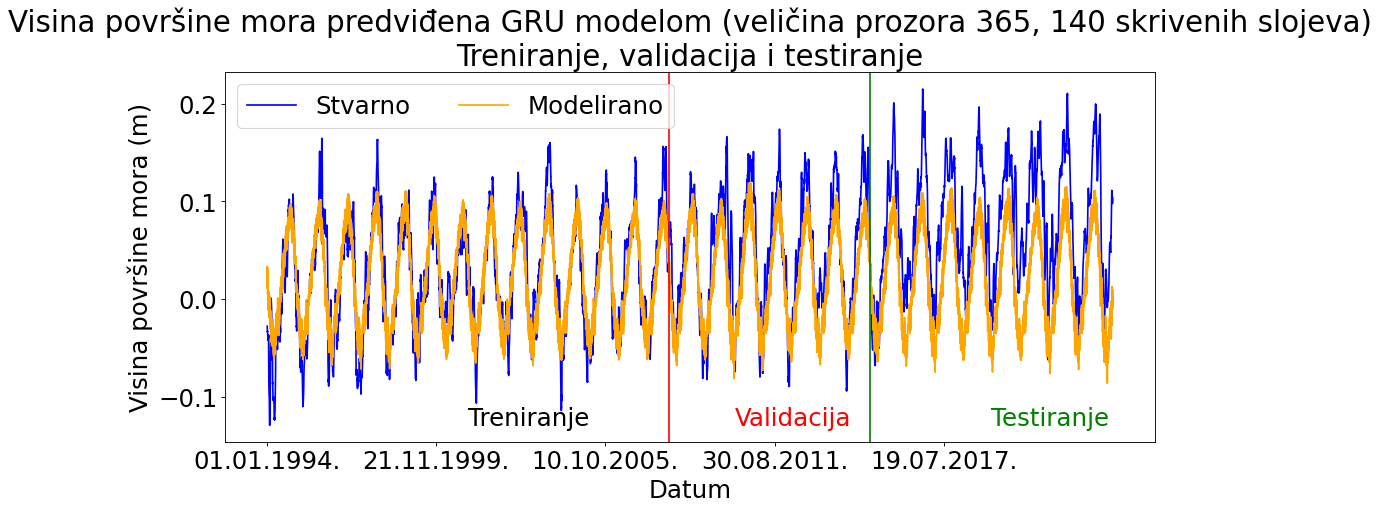 Visina površine mora predviđena GRU modelom (veličina prozora 365, 140 skrivenih slojeva)
Treniranje, validacija i testiranje
Stvarno
Modelirano
Visina površine mora (m)
0.2
0.1
0.0
−0.1
Treniranje
Validacija
Testiranje
01.01.1994.
21.11.1999.
10.10.2005.
30.08.2011.
19.07.2017.
Datum